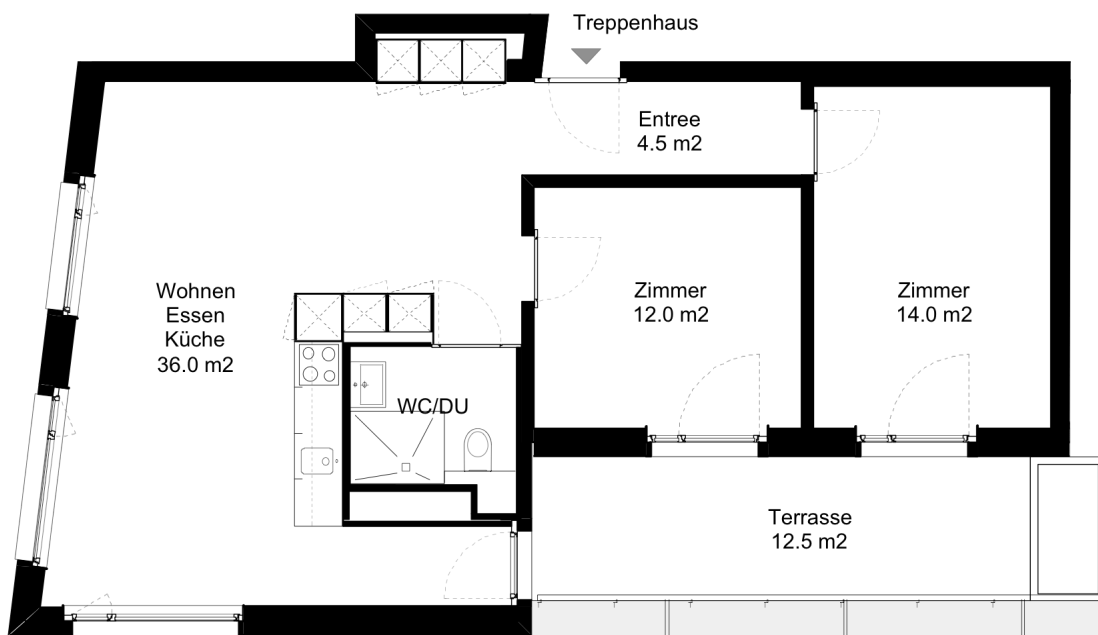 Treppenhaus
Entree
4.5 m2
Wohnen
Essen
Küche
36.0 m2
Zimmer
12.0 m2
Zimmer
14.0 m2
WC/DU
Terrasse
12.5 m2